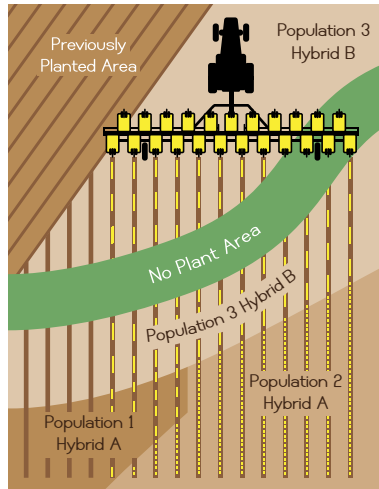 Population 3
Hybrid B
Previously
Planted Area
No Plant Area
Population 3 Hybrid B
Population 2
Hybrid A
Population 1
Hybrid A